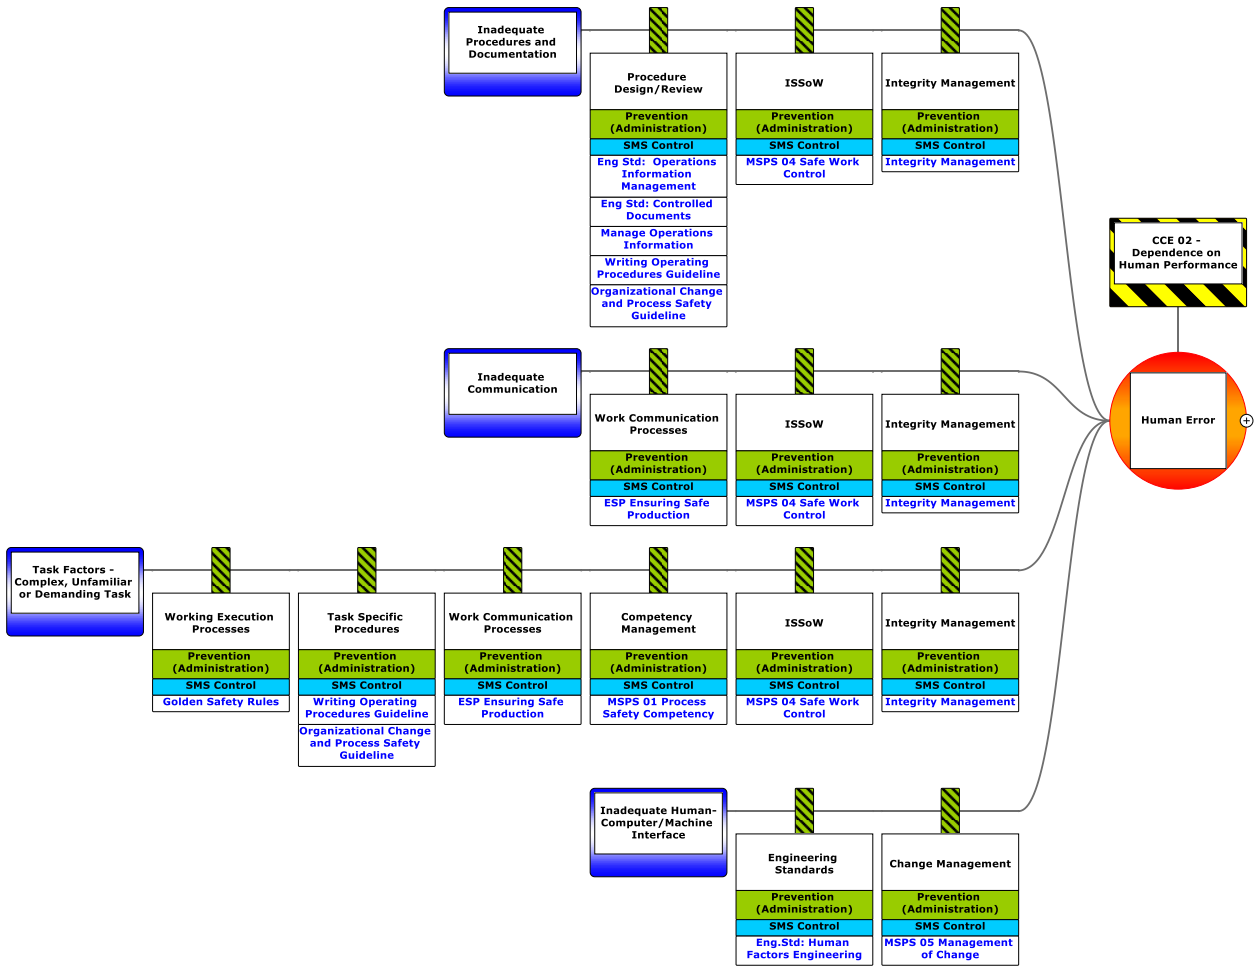 Inadequate
Procedures and
Documentation
Procedure
Design/Review
Prevention
(Administration)
SMS Control
Eng Std:  Operations
Information
Management
Eng Std: Controlled
Documents
Manage Operations
Information
Writing Operating
Procedures Guideline
Organizational Change
and Process Safety
Guideline
ISSoW
Prevention
(Administration)
SMS Control
MSPS 04 Safe Work
Control
Integrity Management
Prevention
(Administration)
SMS Control
Integrity Management
CCE 02 -
Dependence on
Human Performance
Human Error
Inadequate
Communication
Work Communication
Processes
Prevention
(Administration)
SMS Control
ESP Ensuring Safe
Production
ISSoW
Prevention
(Administration)
SMS Control
MSPS 04 Safe Work
Control
Integrity Management
Prevention
(Administration)
SMS Control
Integrity Management
Task Factors -
Complex, Unfamiliar
or Demanding Task
Working Execution
Processes
Prevention
(Administration)
SMS Control
Golden Safety Rules
Task Specific
Procedures
Prevention
(Administration)
SMS Control
Writing Operating
Procedures Guideline
Organizational Change
and Process Safety
Guideline
Work Communication
Processes
Prevention
(Administration)
SMS Control
ESP Ensuring Safe
Production
Competency
Management
Prevention
(Administration)
SMS Control
MSPS 01 Process
Safety Competency
ISSoW
Prevention
(Administration)
SMS Control
MSPS 04 Safe Work
Control
Integrity Management
Prevention
(Administration)
SMS Control
Integrity Management
Inadequate Human-
Computer/Machine
Interface
Engineering
Standards
Prevention
(Administration)
SMS Control
Eng.Std: Human
Factors Engineering
Change Management
Prevention
(Administration)
SMS Control
MSPS 05 Management
of Change